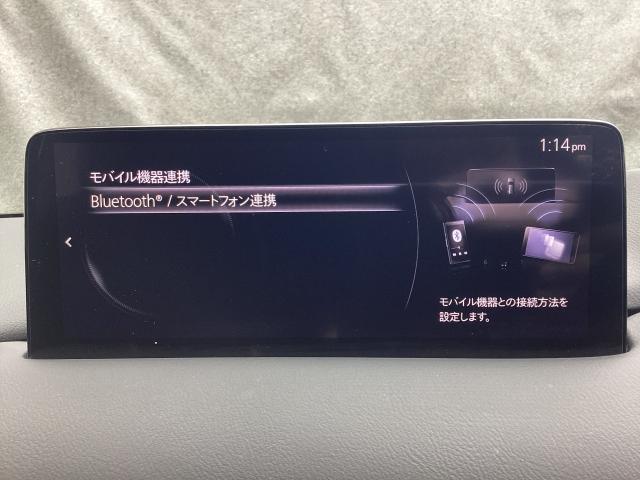 1:14pm
モバイル機器連携
Bluetooth® / スマートフォン連携
モバイル機器との接続方法を
設定します。